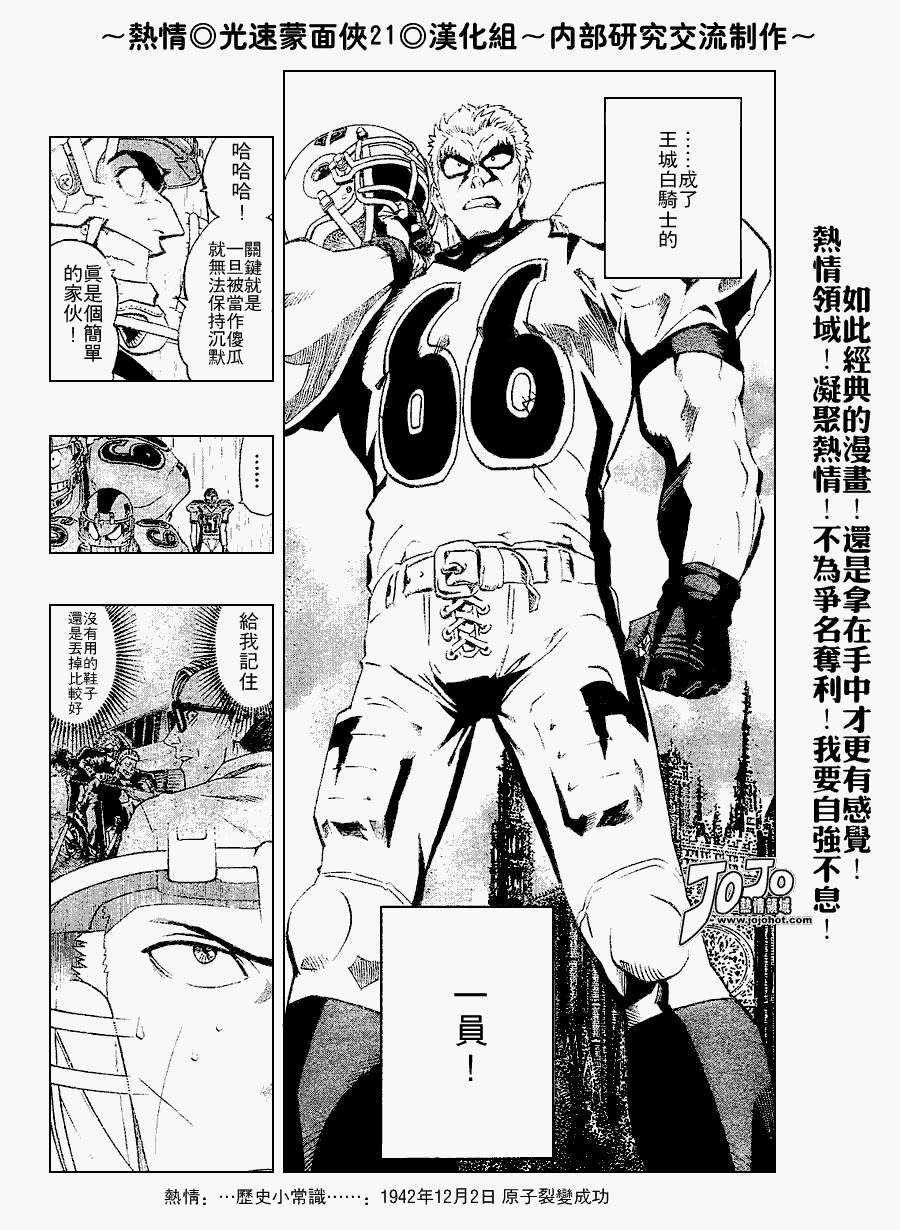 ～熱情◎光速蒙面俠21◎漢化組～内部研究交流制作～
……成了
王城白騎士的
一員！
哈哈哈！
關鍵就是
一旦被當作傻瓜
就無法保持沉默
真是個簡單
的家伙！
……
給我記住
沒有用的鞋子
還是丟掉比較好
如此經典的漫畫！還是拿在手中才更有感覺！
熱情領域！凝聚熱情！不為爭名奪利！我要自強不息！
66
JOJO
熱情領域
www.jojohot.com
熱情：…歷史小常識……：1942年12月2日 原子裂變成功